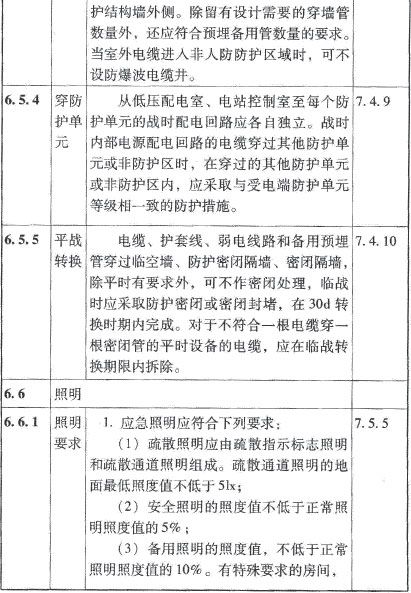 护结构墙外侧。除留有设计需要的穿墙管
数量外，还应符合预埋备用管数量的要求。
当室外电缆进入非人防防护区域时，可不
设防爆波电缆井。
6.5.4 穿防护单元
从低压配电室、电站控制室至每个防 7.4.9
护单元的战时配电回路应各自独立。战时
内部电源配电回路的电缆穿过其他防护单
元或非防护区时，在穿过的其他防护单元
或非防护区内，应采取与受电端防护单元
等级相一致的防护措施。
6.5.5 平战转换
电缆、护套线、弱电线路和备用预埋 7.4.10
管穿过临空墙、防护密闭隔墙、密闭隔墙，
除平时有要求外，可不作密闭处理，临战
时应采取防护密闭或密闭封堵，在 30d 转
换时期内完成。对于不符合一根电缆穿一
根密闭管的平时设备的电缆，应在临战转
换期限内拆除。
6.6 照明
6.6.1 照明要求
1. 应急照明应符合下列要求： 7.5.5
（1）疏散照明应由疏散指示标志照明
和疏散通道照明组成。疏散通道照明的地
面最低照度值不低于 5lx；
（2）安全照明的照度值不低于正常照
明照度值的 5%；
（3）备用照明的照度值，不低于正常
照明照度值的 10%。有特殊要求的房间，